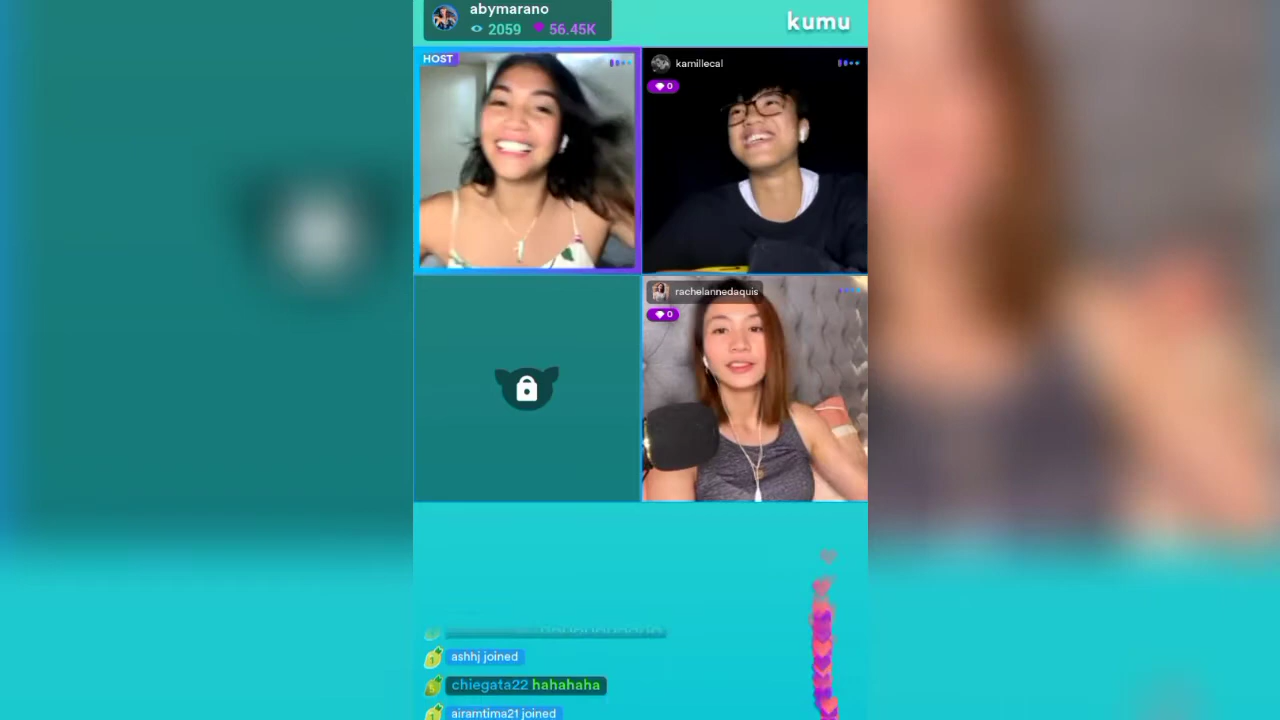 abymarano
2059 56.45K
kumu
HOST
kamillecal
0
rachelannedaquis
0
ashhj joined
chiegata22 hahahaha
airamtima21 joined